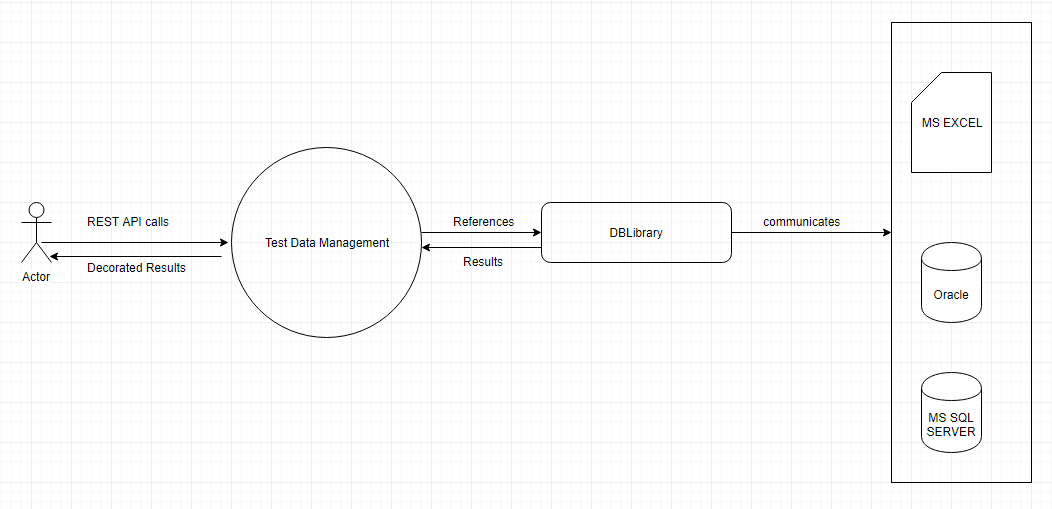 REST API calls
Decorated Results
Actor
Test Data Management
References
Results
DBLibrary
communicates
MS EXCEL
Oracle
MS SQL
SERVER